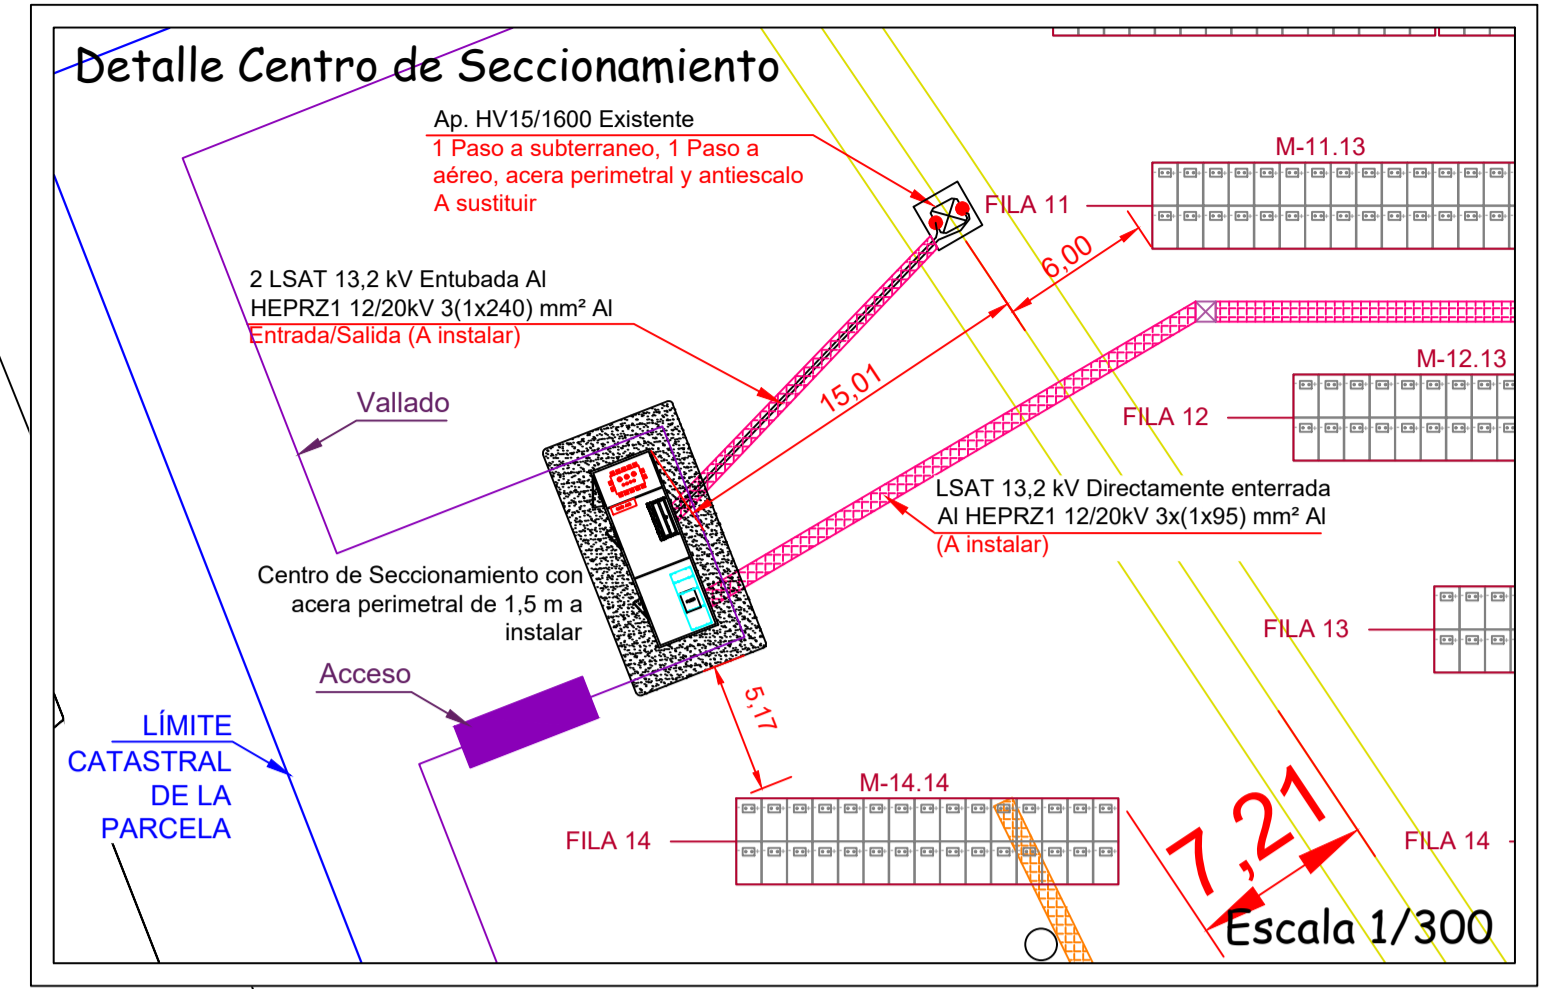 Detalle Centro de Seccionamiento
Ap. HV15/1600 Existente
1 Paso a subterraneo, 1 Paso a
aéreo, acera perimetral y antiescalo
A sustituir
M-11.13
FILA 11
6,00
2 LSAT 13,2 kV Entubada Al
HEPRZ1 12/20kV 3(1x240) mm² Al
Entrada/Salida (A instalar)
15,01
M-12.13
FILA 12
Vallado
LSAT 13,2 kV Directamente enterrada
Al HEPRZ1 12/20kV 3x(1x95) mm² Al
(A instalar)
Centro de Seccionamiento con
acera perimetral de 1,5 m a
instalar
FILA 13
Acceso
5,17
LÍMITE
CATASTRAL
DE LA
PARCELA
M-14.14
FILA 14
7,21
FILA 14
Escala 1/300